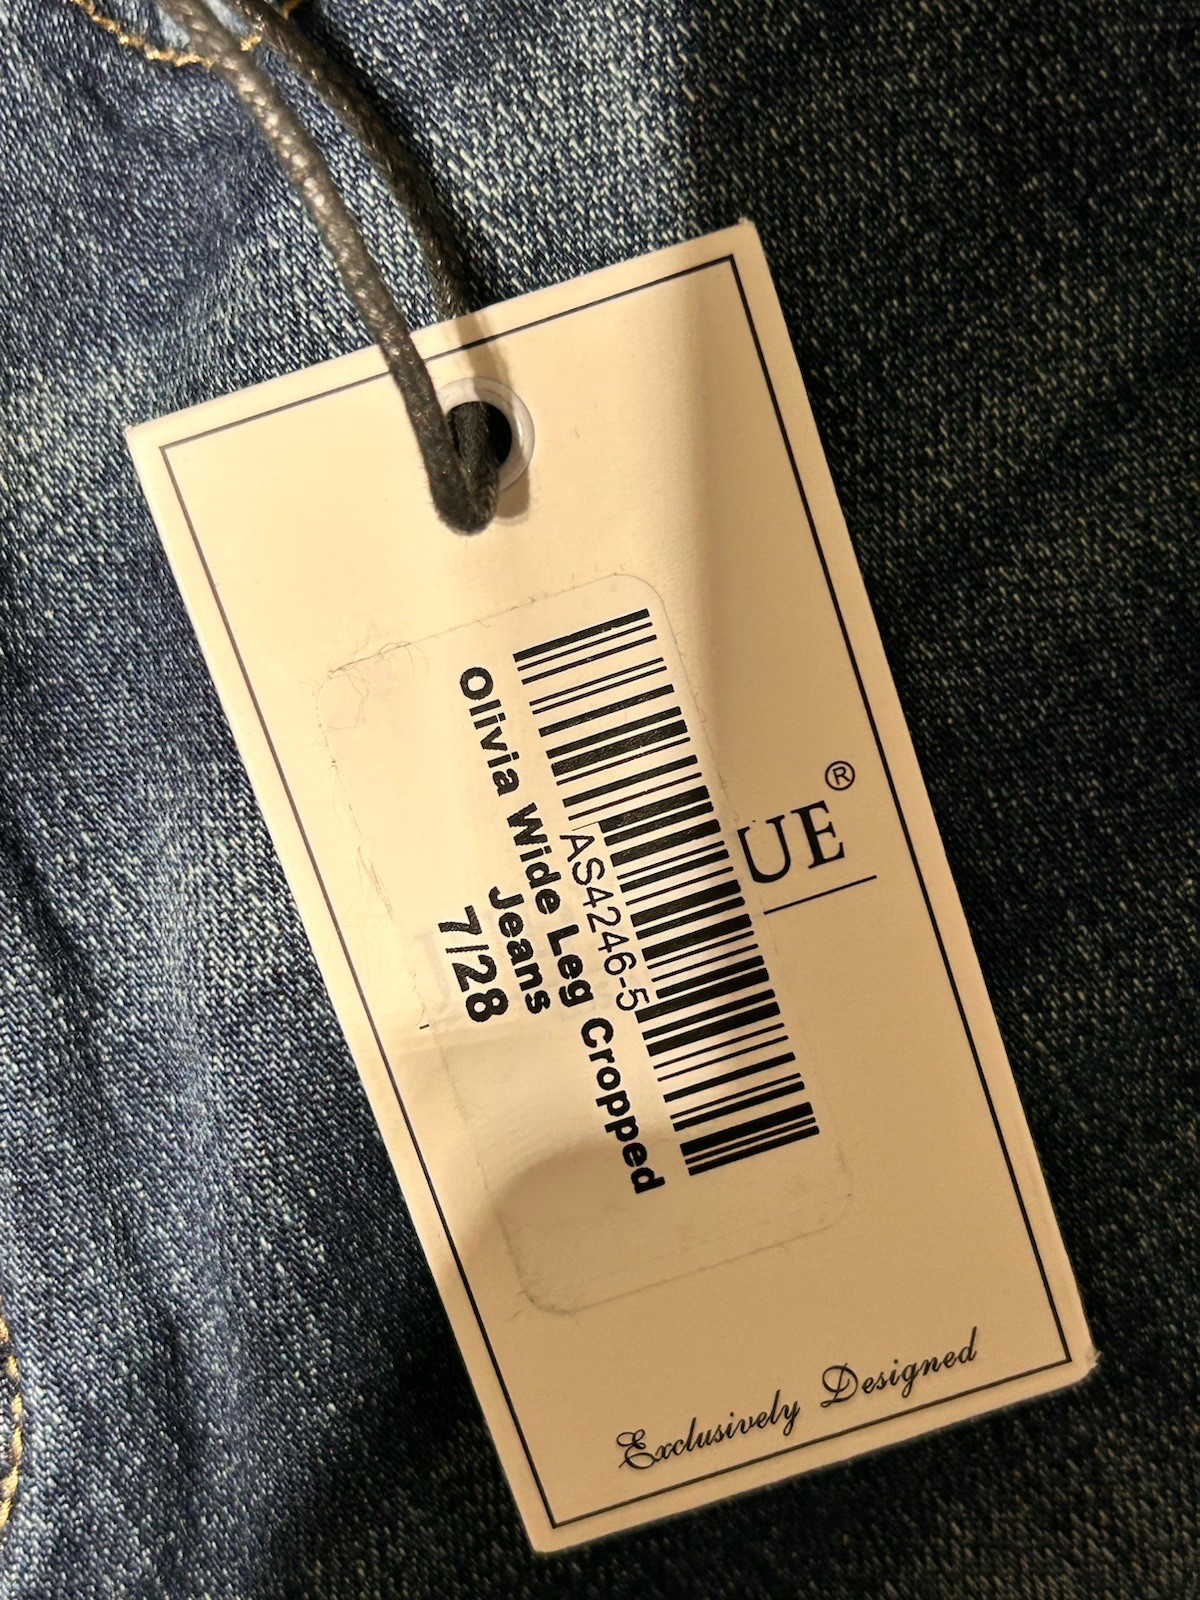 UE®
AS4246-5
Olivia Wide Leg Cropped
Jeans
7/28
Exclusively Designed